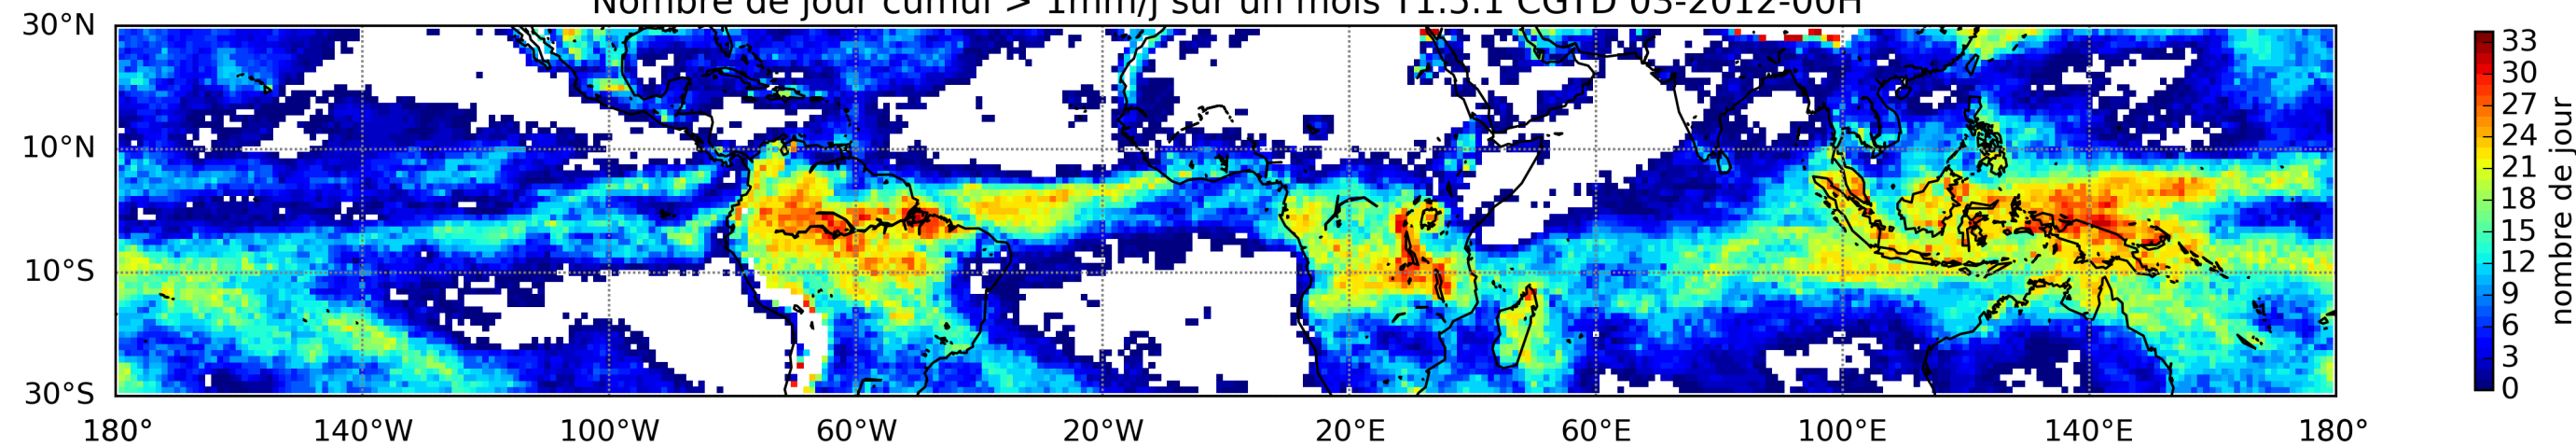 Nombre de jour cumul > 1mm/j sur un mois T1.5.1 CGTD 03-2012-00H
30°N
10°N
10°S
30°S
180°
140°W
100°W
60°W
20°W
20°E
60°E
100°E
140°E
180°
33
30
27
24
21
18
15
12
9
6
3
0
nombre de jour